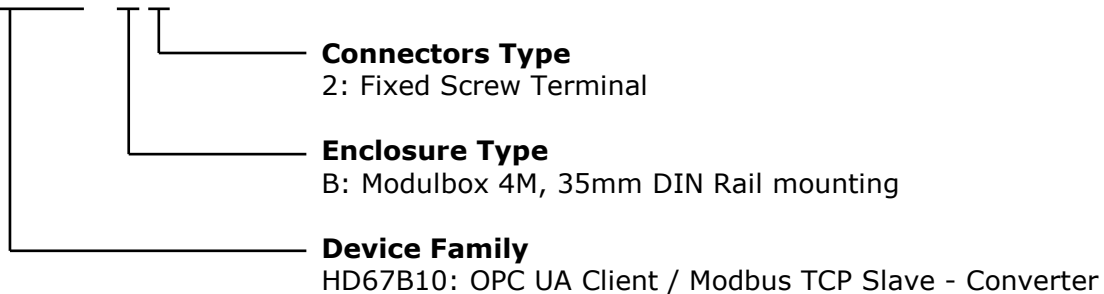 Connectors Type
2: Fixed Screw Terminal
Enclosure Type
B: Modulbox 4M, 35mm DIN Rail mounting
Device Family
HD67B10: OPC UA Client / Modbus TCP Slave - Converter